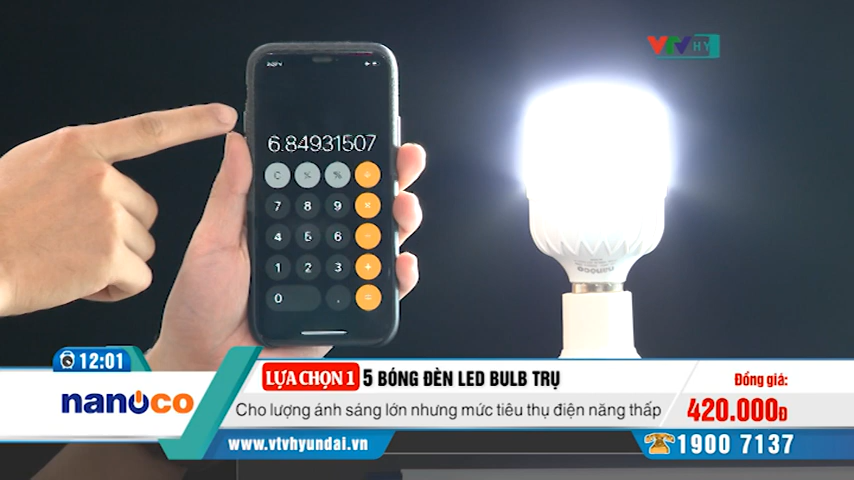 VTV HY
6.84931507
C % ÷
7 8 9 ×
4 5 6 −
1 2 3 +
0 . =
nanoco
12:01
nanoco
LỰA CHỌN 1 5 BÓNG ĐÈN LED BULB TRỤ
Cho lượng ánh sáng lớn nhưng mức tiêu thụ điện năng thấp
Đồng giá:
420.000Đ
www.vtvhyundai.vn
1900 7137